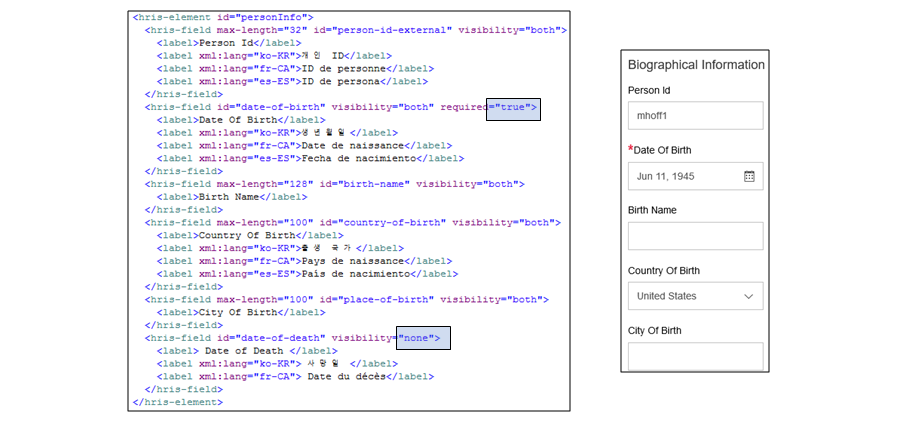 <hris-element id="personInfo">
<hris-field max-length="32" id="person-id-external" visibility="both">
<label>Person Id</label>
<label xml:lang="ko-KR">개인 ID</label>
<label xml:lang="fr-CA">ID de personne</label>
<label xml:lang="es-ES">ID de persona</label>
</hris-field>
<hris-field id="date-of-birth" visibility="both" required="true">
<label>Date Of Birth</label>
<label xml:lang="ko-KR">생년월일</label>
<label xml:lang="fr-CA">Date de naissance</label>
<label xml:lang="es-ES">Fecha de nacimiento</label>
</hris-field>
<hris-field max-length="128" id="birth-name" visibility="both">
<label>Birth Name</label>
</hris-field>
<hris-field max-length="100" id="country-of-birth" visibility="both">
<label>Country Of Birth</label>
<label xml:lang="ko-KR">출생 국가</label>
<label xml:lang="fr-CA">Pays de naissance</label>
<label xml:lang="es-ES">País de nacimiento</label>
</hris-field>
<hris-field max-length="100" id="place-of-birth" visibility="both">
<label>City Of Birth</label>
</hris-field>
<hris-field id="date-of-death" visibility="none">
<label> Date of Death </label>
<label xml:lang="ko-KR"> 사망일 </label>
<label xml:lang="fr-CA"> Date du décès</label>
</hris-field>
</hris-element>
Biographical Information
Person Id
mhoff1
*Date Of Birth
Jun 11, 1945
Birth Name
Country Of Birth
United States
City Of Birth